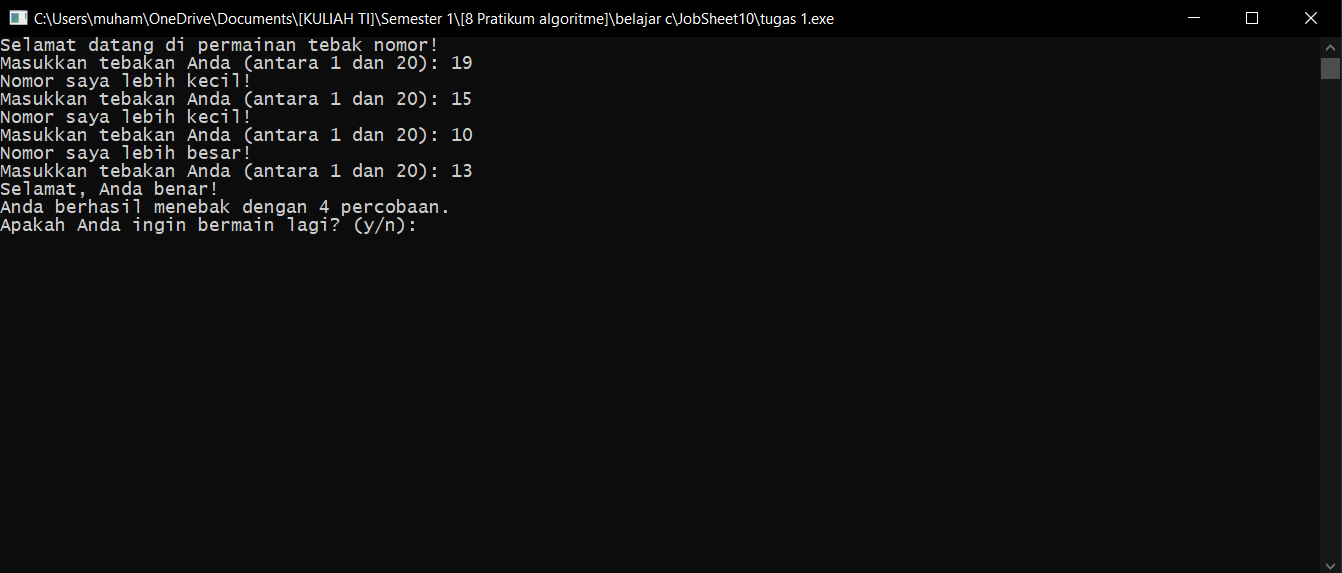 C:\Users\muham\OneDrive\Documents\[KULIAH TI]\Semester 1\[8 Pratikum algoritme]\belajar c\JobSheet10\tugas 1.exe
Selamat datang di permainan tebak nomor!
Masukkan tebakan Anda (antara 1 dan 20): 19
Nomor saya lebih kecil!
Masukkan tebakan Anda (antara 1 dan 20): 15
Nomor saya lebih kecil!
Masukkan tebakan Anda (antara 1 dan 20): 10
Nomor saya lebih besar!
Masukkan tebakan Anda (antara 1 dan 20): 13
Selamat, Anda benar!
Anda berhasil menebak dengan 4 percobaan.
Apakah Anda ingin bermain lagi? (y/n):